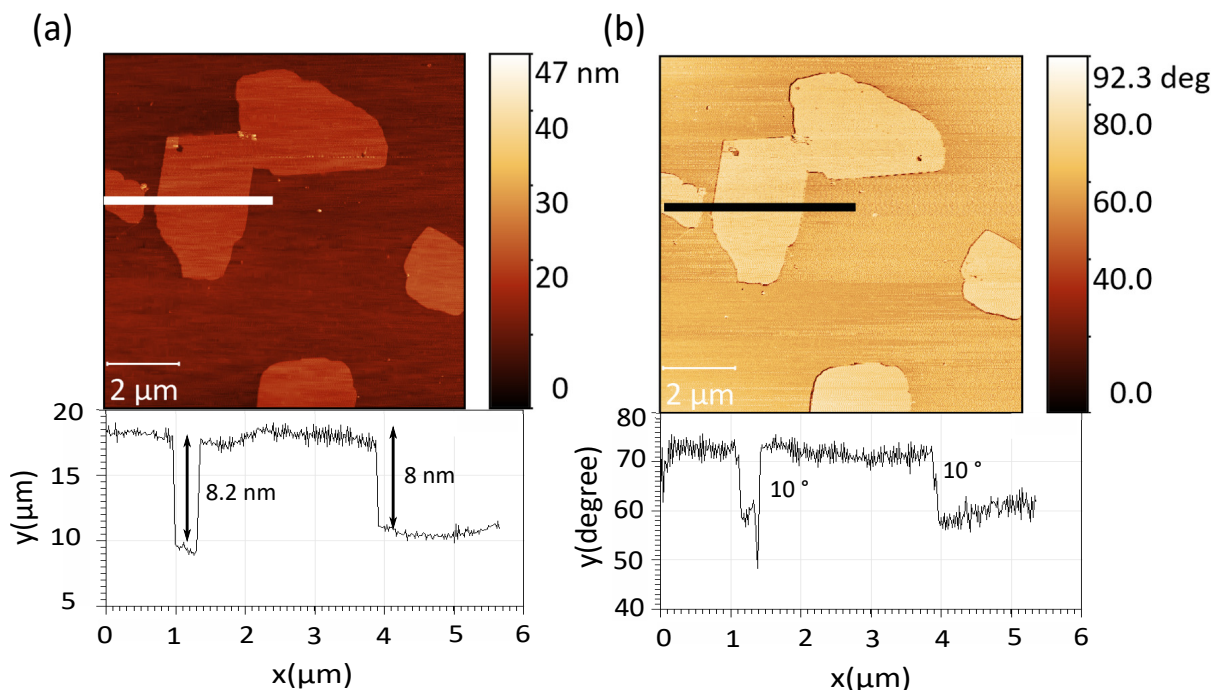 (a)
47 nm
40
30
20
0
2 µm
20
15
10
5
y(µm)
8.2 nm
8 nm
0 1 2 3 4 5 6
x(µm)
(b)
92.3 deg
80.0
60.0
40.0
0.0
2 µm
80
70
60
50
40
y(degree)
10 °
10 °
0 1 2 3 4 5 6
x(µm)